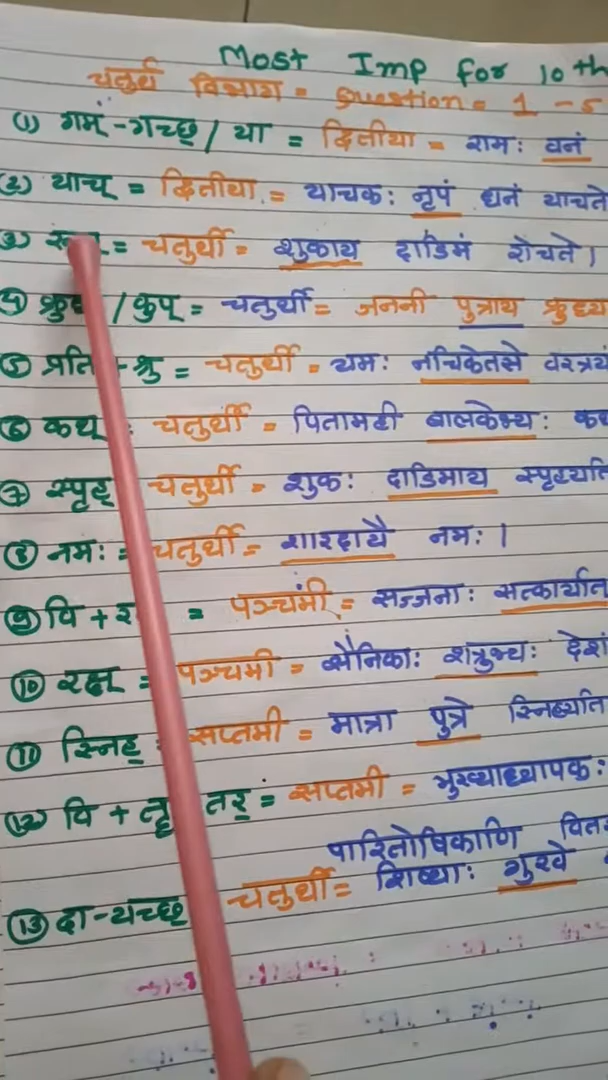 Most Imp for 10th
चतुर्थ विभाग = Question = 1 - 5
(1) गम्-गच्छ् / या = द्वितीया = रामः वनं
(2) याच् = द्वितीया = याचकः नृपं धनं याचते
(3) = चतुर्थी = शुकाय दाडिमं रोचते।
(4) / कुप् = चतुर्थी = जननी पुत्राय
(5) प्रति -श्रु = चतुर्थी = यमः नचिकेतसे
(6) कथ् चतुर्थी = पितामही बालकेभ्यः
(7) स्पृह् चतुर्थी = शुकः दाडिमाय स्पृहयति
(8) नमः = चतुर्थी = शारदायै नमः।
(9) वि + = पञ्चमी = सज्जनाः सत्कार्यात
(10) रक्ष् = पञ्चमी = सैनिकाः शत्रुभ्यः देशं
(11) स्निह् सप्तमी = माता पुत्रे स्निह्यति
(12) वि + तृ तर् = सप्तमी = मुख्याध्यापकः
पारितोषिकाणि
(13) दा-यच्छ् चतुर्थी = शिष्याः गुरवे